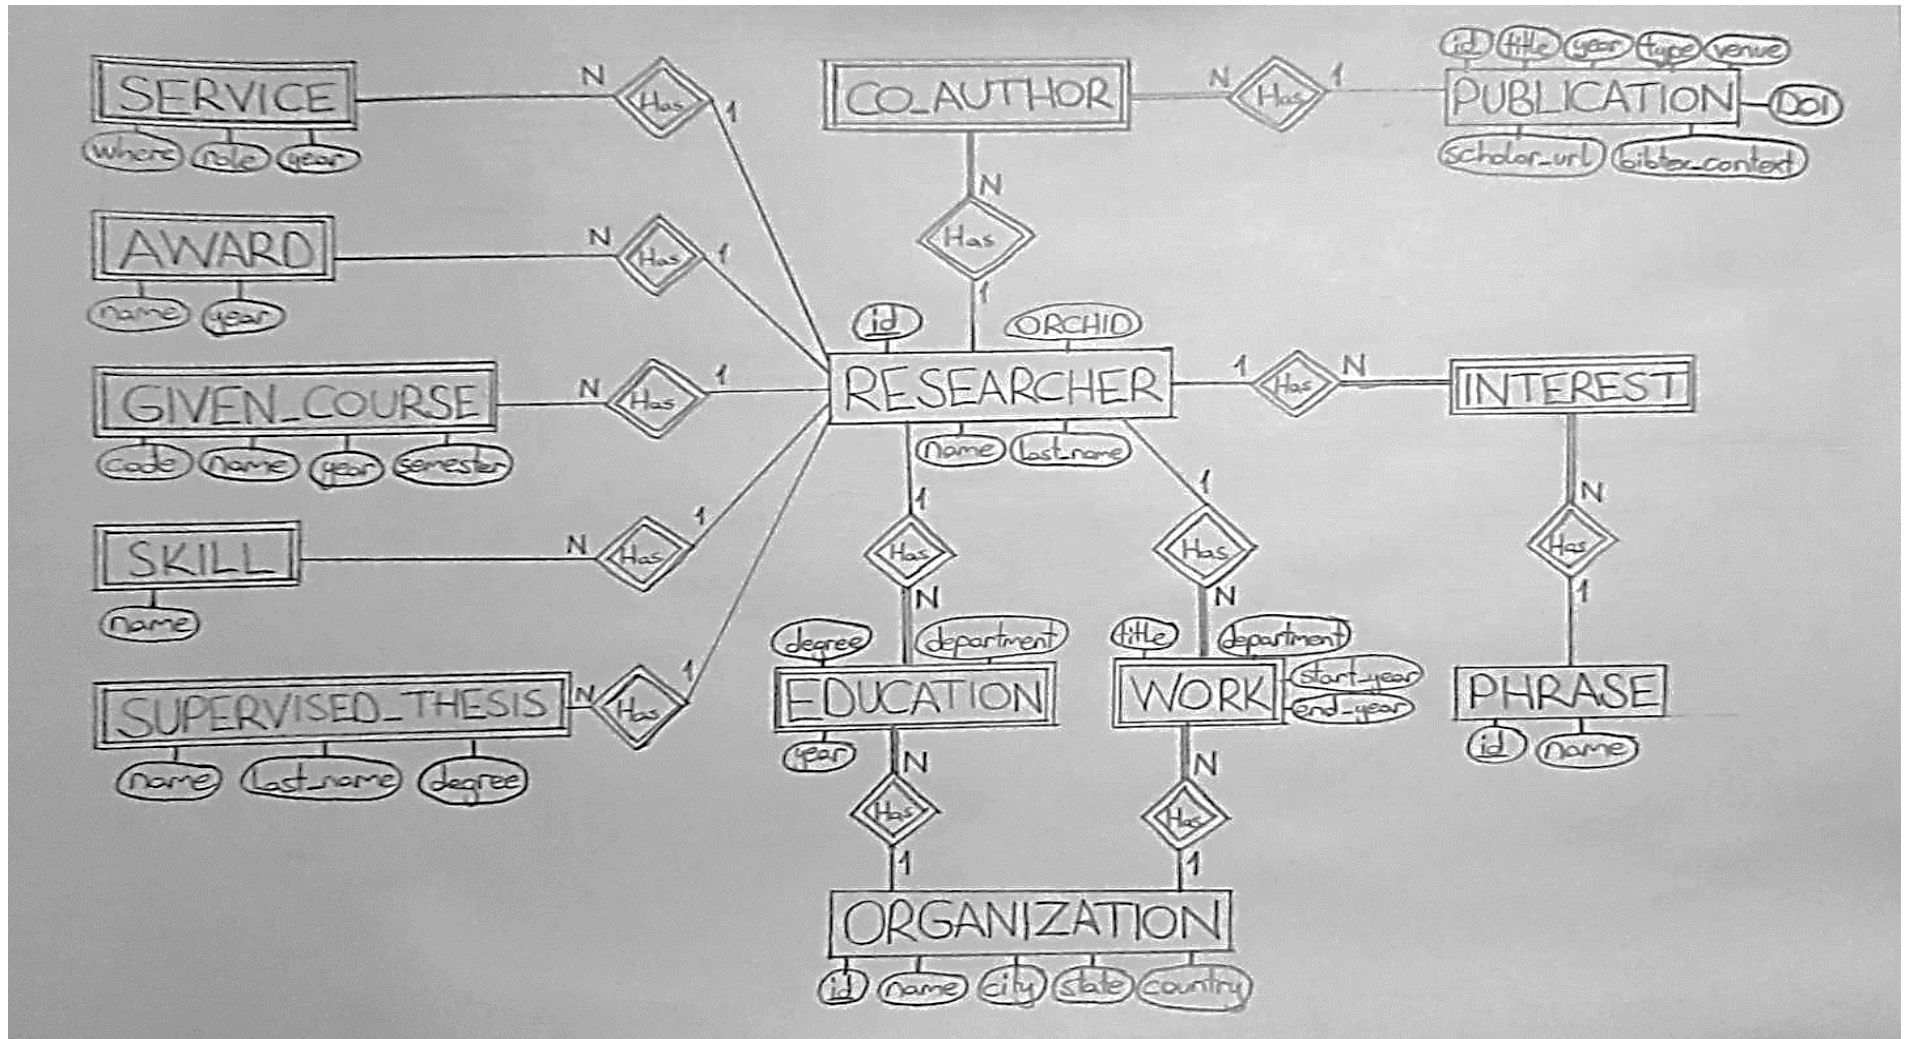 id title year type venue
SERVICE N Has 1 CO_AUTHOR N Has 1 PUBLICATION DOI
where role year scholar_url bibtex_context
N
AWARD N Has 1 Has
name year 1
id ORCHID
GIVEN_COURSE N Has 1 RESEARCHER 1 Has N INTEREST
code name year semester name last_name
1 1 N
SKILL N Has 1 Has Has Has
name N N 1
degree department title department
SUPERVISED_THESIS N Has 1 EDUCATION WORK start_year end_year PHRASE
name last_name degree year id name
N N
Has Has
1 1
ORGANIZATION
id name city state country